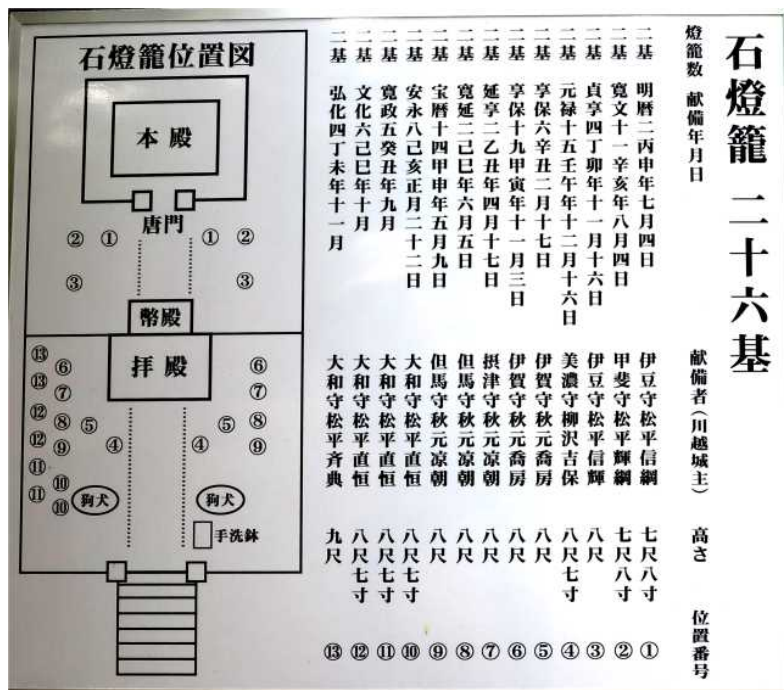 石燈籠 二十六基
燈籠数 献備年月日 献備者(川越城主) 高さ 位置番号
二基 明暦二丙申年七月四日 伊豆守松平信綱 七尺八寸 ①
二基 寛文十一辛亥年八月四日 甲斐守松平輝綱 七尺八寸 ②
二基 貞享四丁卯年十一月十六日 伊豆守松平信輝 八尺 ③
二基 元禄十五壬午年十二月十六日 美濃守柳沢吉保 八尺七寸 ④
二基 享保六辛丑二月十七日 伊賀守秋元喬房 八尺 ⑤
二基 享保十九甲寅年十一月三日 伊賀守秋元喬房 八尺 ⑥
二基 延享二乙丑年四月十七日 摂津守秋元凉朝 八尺 ⑦
二基 寛延二己巳年六月五日 但馬守秋元凉朝 八尺 ⑧
二基 宝暦十四甲申年五月九日 但馬守秋元凉朝 八尺 ⑨
二基 安永八己亥正月二十二日 大和守松平直恒 八尺七寸 ⑩
二基 寛政五癸丑年九月 大和守松平直恒 八尺七寸 ⑪
二基 文化六己巳年十月 大和守松平直恒 八尺七寸 ⑫
二基 弘化四丁未年十一月 大和守松平斉典 九尺 ⑬
石燈籠位置図
本殿
唐門
② ① ① ②
③ ③
幣殿
拝殿
⑬ ⑥ ⑥
⑬ ⑦ ⑦
⑫ ⑧ ⑤ ⑤ ⑧
⑫ ⑨ ④ ④ ⑨
⑪ ⑩
⑪ ⑩
狗犬 狗犬
手洗鉢